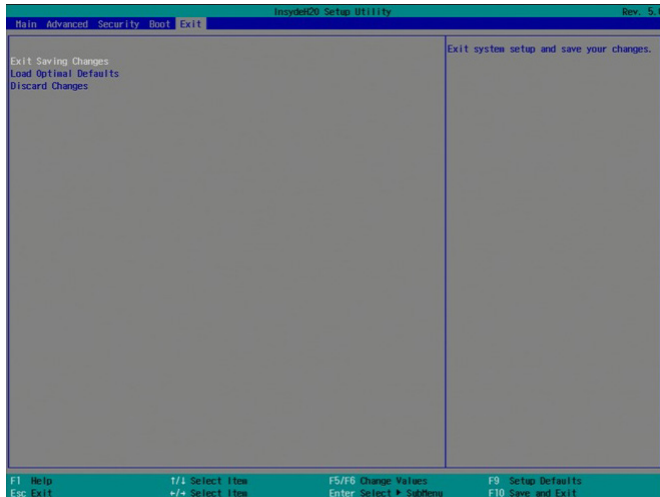 InsydeH20 Setup Utility Rev. 5.
Main Advanced Security Boot Exit
Exit Saving Changes
Load Optimal Defaults
Discard Changes
Exit system setup and save your changes.
F1 Help ↑/↓ Select Item F5/F6 Change Values F9 Setup Defaults
Esc Exit ←/→ Select Item Enter Select ► SubMenu F10 Save and Exit